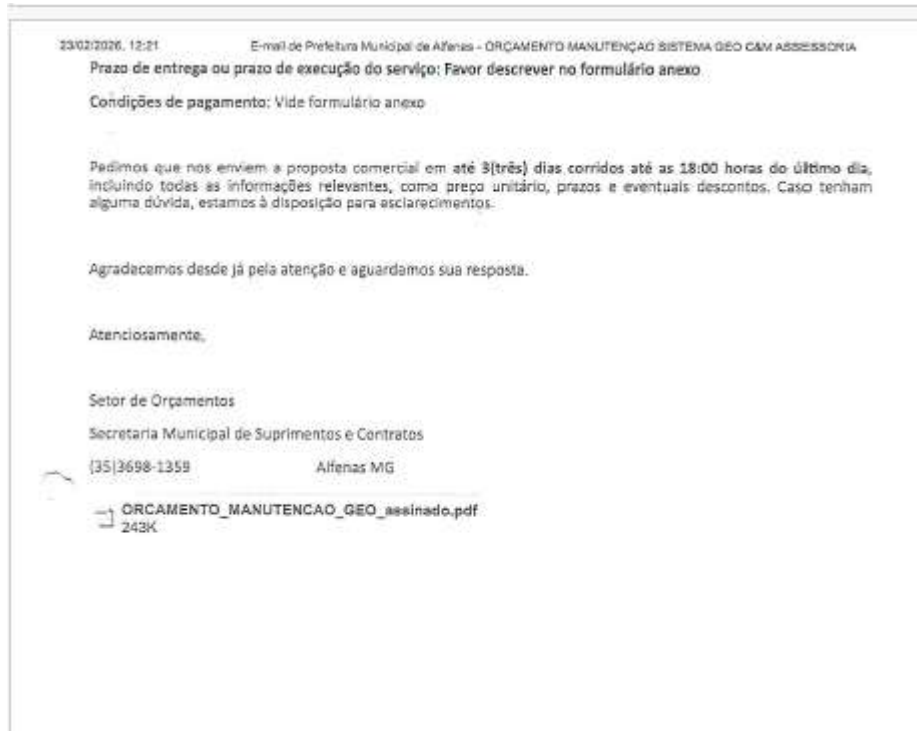 23/02/2026, 12:21 E-mail de Prefeitura Municipal de Alfenas - ORÇAMENTO MANUTENÇAO SISTEMA GEO C&M ASSESSORIA
Prazo de entrega ou prazo de execução do serviço: Favor descrever no formulário anexo
Condições de pagamento: Vide formulário anexo
Pedimos que nos enviem a proposta comercial em até 3(três) dias corridos até as 18:00 horas do último dia,
incluindo todas as informações relevantes, como preço unitário, prazos e eventuais descontos. Caso tenham
alguma dúvida, estamos à disposição para esclarecimentos.
Agradecemos desde já pela atenção e aguardamos sua resposta.
Atenciosamente,
Setor de Orçamentos
Secretaria Municipal de Suprimentos e Contratos
(35)3698-1359 Alfenas MG
ORCAMENTO_MANUTENCAO_GEO_assinado.pdf
243K